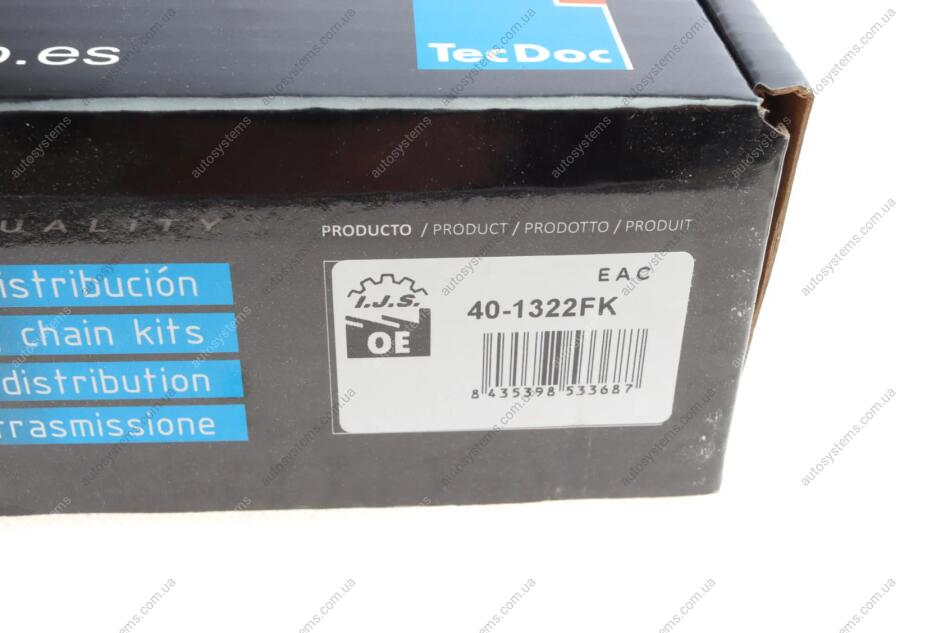 o.es
TecDoc
UALITY
PRODUCTO / PRODUCT / PRODOTTO / PRODUIT
istribución
chain kits
distribution
trasmissione
EAC
I.J.S.
OE
40-1322FK
8 435398 533687
autosystems.com.ua